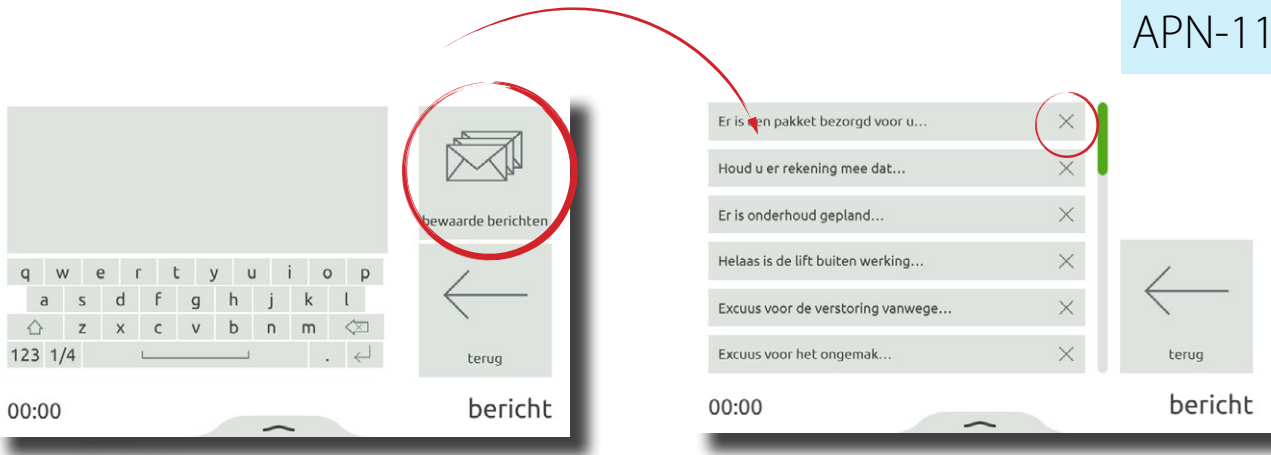 APN-11
bewaarde berichten
q w e r t y u i o p
a s d f g h j k l
z x c v b n m
123 1/4 .
terug
00:00
bericht
Er is een pakket bezorgd voor u...
Houd u er rekening mee dat...
Er is onderhoud gepland...
Helaas is de lift buiten werking...
Excuus voor de verstoring vanwege...
Excuus voor het ongemak...
terug
00:00
bericht